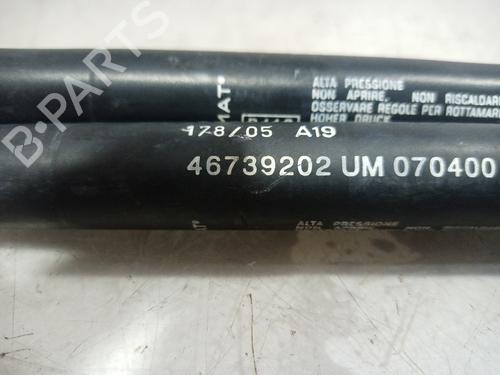 B-PARTS
MAT®
ALTA PRESSIONE
NON APRIRE. NON RISCALDARE
OSSERVARE REGOLE PER ROTTAMA
HOHER DRUCK
178/05 A19
46739202 UM 070400
ALTA PRESSIONE